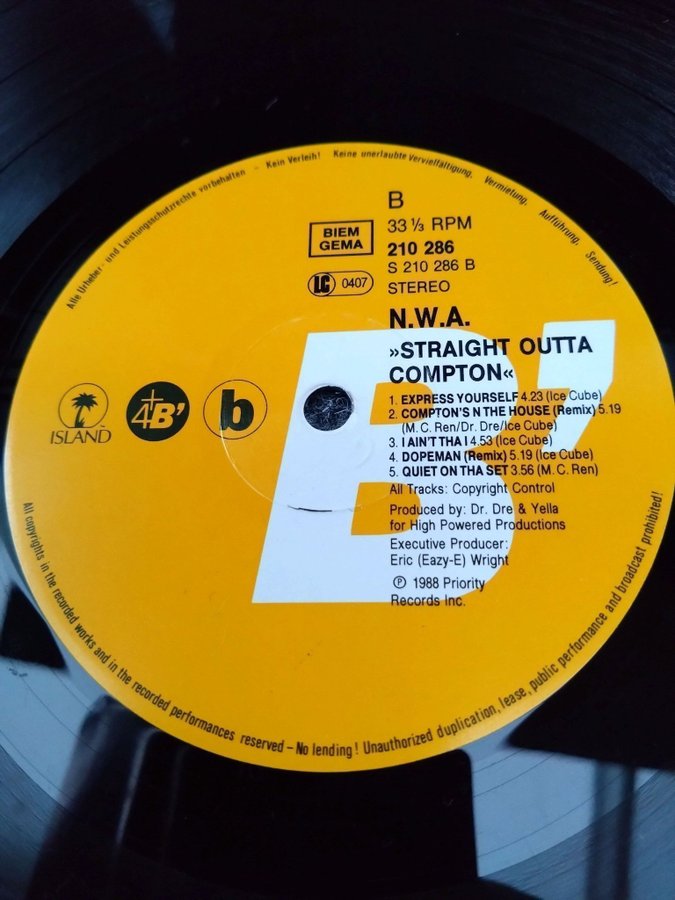 Alle Urheber- und Leistungsschutzrechte vorbehalten - Kein Verleih! Keine unerlaubte Vervielfältigung, Vermietung, Aufführung, Sendung!
B
33 ⅓ RPM
BIEM
GEMA
210 286
S 210 286 B
LC 0407
STEREO
N.W.A.
»STRAIGHT OUTTA
COMPTON«
ISLAND
4+B'
b
B'
1. EXPRESS YOURSELF 4.23 (Ice Cube)
2. COMPTON'S N THE HOUSE (Remix) 5.19
(M.C. Ren/Dr. Dre/Ice Cube)
3. I AIN'T THA I 4.53 (Ice Cube)
4. DOPEMAN (Remix) 5.19 (Ice Cube)
5. QUIET ON THA SET 3.56 (M.C. Ren)
All Tracks: Copyright Control
Produced by: Dr. Dre & Yella
for High Powered Productions
Executive Producer:
Eric (Eazy-E) Wright
℗ 1988 Priority
Records Inc.
All copyrights in the recorded works and in the recorded performances reserved - No lending! Unauthorized duplication, lease, public performance and broadcast prohibited!